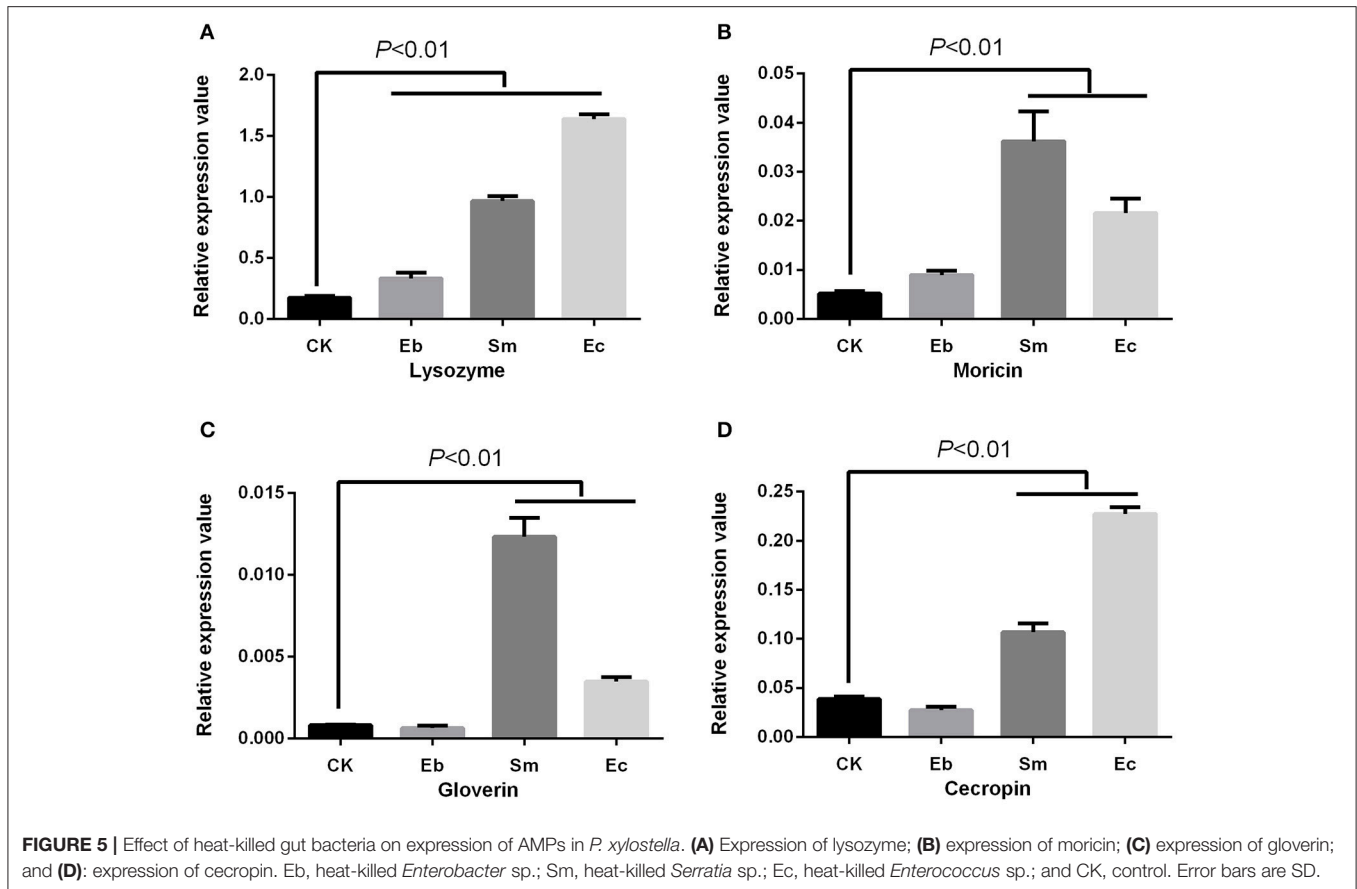 A
P<0.01
Relative expression value
2.0
1.5
1.0
0.5
0.0
CK Eb Sm Ec
Lysozyme
B
P<0.01
Relative expression value
0.05
0.04
0.03
0.02
0.01
0.00
CK Eb Sm Ec
Moricin
C
P<0.01
Relative expression value
0.015
0.010
0.005
0.000
CK Eb Sm Ec
Gloverin
D
P<0.01
Relative expression value
0.25
0.20
0.15
0.10
0.05
0.00
CK Eb Sm Ec
Cecropin
FIGURE 5 | Effect of heat-killed gut bacteria on expression of AMPs in P. xylostella. (A) Expression of lysozyme; (B) expression of moricin; (C) expression of gloverin;
and (D): expression of cecropin. Eb, heat-killed Enterobacter sp.; Sm, heat-killed Serratia sp.; Ec, heat-killed Enterococcus sp.; and CK, control. Error bars are SD.